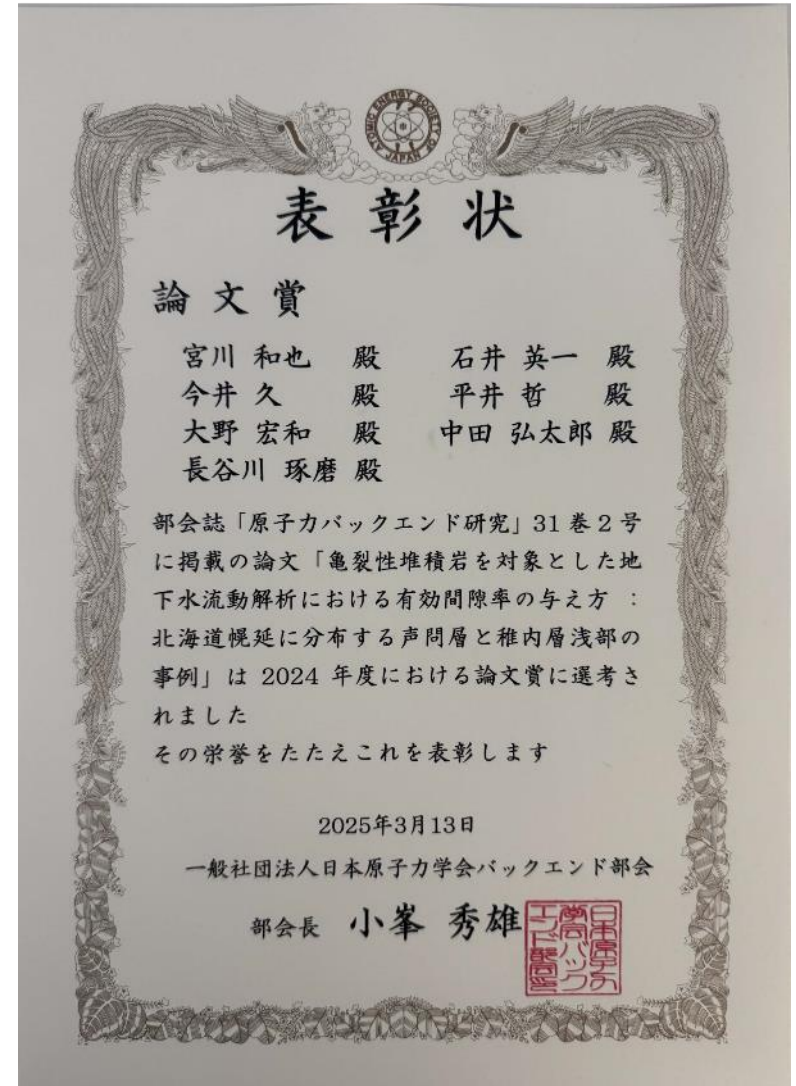 ATOMIC ENERGY SOCIETY OF JAPAN
表彰状
論文賞
宮川 和也 殿 石井 英一 殿
今井 久 殿 平井 哲 殿
大野 宏和 殿 中田 弘太郎 殿
長谷川 琢磨 殿
部会誌「原子力バックエンド研究」31 巻 2 号
に掲載の論文「亀裂性堆積岩を対象とした地
下水流動解析における有効間隙率の与え方 :
北海道幌延に分布する声問層と稚内層浅部の
事例」は 2024 年度における論文賞に選考さ
れました
その栄誉をたたえこれを表彰します
2025年3月13日
一般社団法人日本原子力学会バックエンド部会
部会長 小峯 秀雄